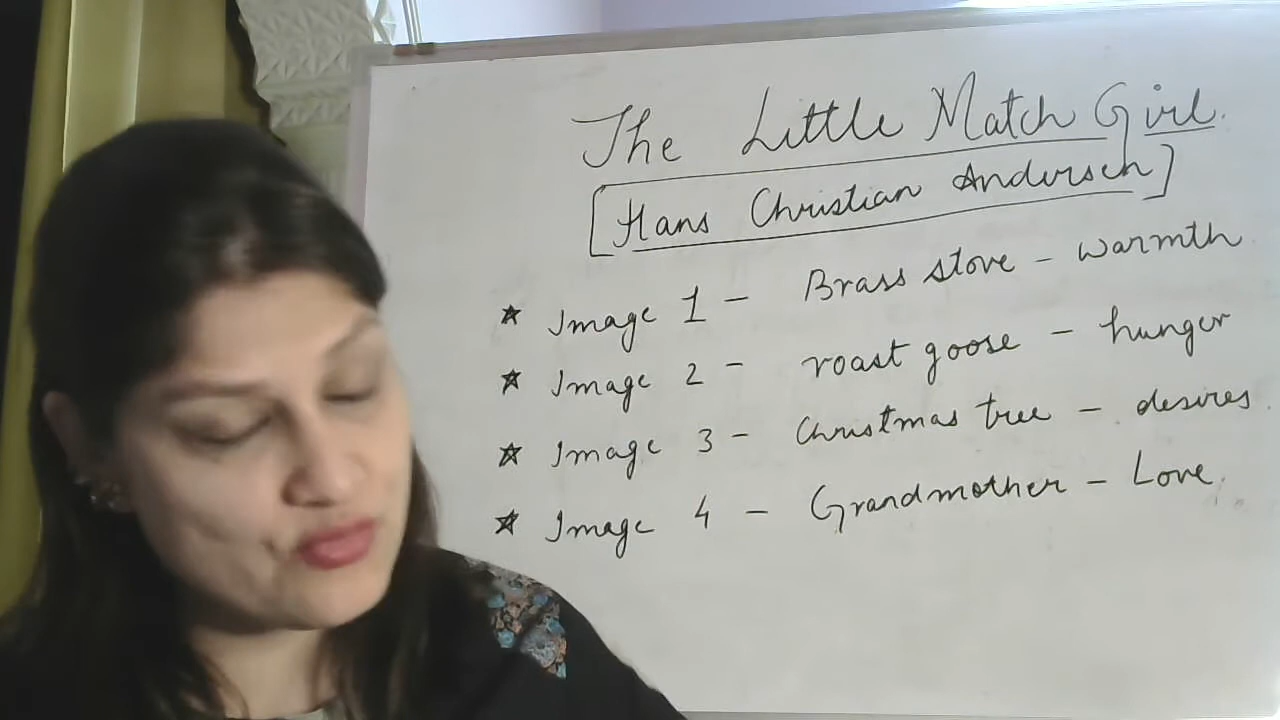 The Little Match Girl.
[Hans Christian Andersen]
☆ Image 1 - Brass stove - warmth
☆ Image 2 - roast goose - hunger
☆ Image 3 - Christmas tree - desires.
☆ Image 4 - Grandmother - Love.